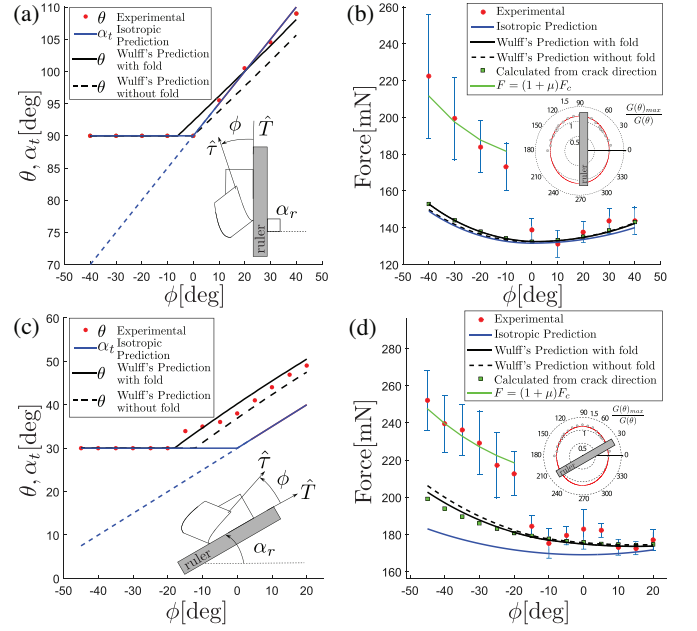 (a)
110
105
100
95
90
85
80
75
70
θ, α_t [deg]
-50 -40 -30 -20 -10 0 10 20 30 40 50
ϕ[deg]
θ Experimental
α_t Isotropic
Prediction
θ Wulff's Prediction
with fold
θ Wulff's Prediction
without fold
ϕ T̂
τ̂
α_r
ruler
(b)
260
240
220
200
180
160
140
120
Force[mN]
-50 -40 -30 -20 -10 0 10 20 30 40 50
ϕ[deg]
Experimental
Isotropic Prediction
Wulff's Prediction with fold
Wulff's Prediction without fold
Calculated from crack direction
F = (1 + μ)F_c
G(θ)_max
G(θ)
120 90 1.5 60
150 1 30
0.5
180 0
210 330
240 270 300
ruler
(c)
60
50
40
30
20
10
0
θ, α_t [deg]
-50 -40 -30 -20 -10 0 10 20
ϕ[deg]
θ Experimental
α_t Isotropic
Prediction
θ Wulff's Prediction
with fold
θ Wulff's Prediction
without fold
τ̂ ϕ
T̂
α_r
ruler
(d)
280
260
240
220
200
180
160
Force[mN]
-50 -40 -30 -20 -10 0 10 20
ϕ[deg]
Experimental
Isotropic Prediction
Wulff's Prediction with fold
Wulff's Prediction without fold
Calculated from crack direction
F = (1 + μ)F_c
G(θ)_max
G(θ)
120 90 1.5 60
150 1 30
0.5
180 0
210 330
240 270 300
ruler